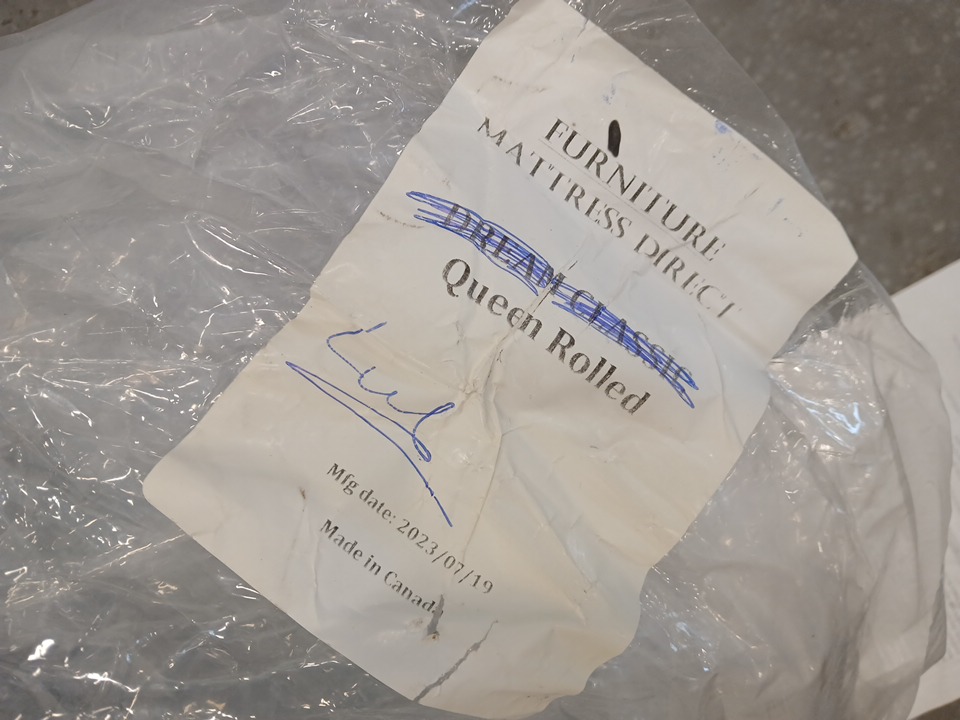 FURNITURE
MATTRESS DIRECT
DREAM CLASSIC
Queen Rolled
Mfg date: 2023/07/19
Made in Canada